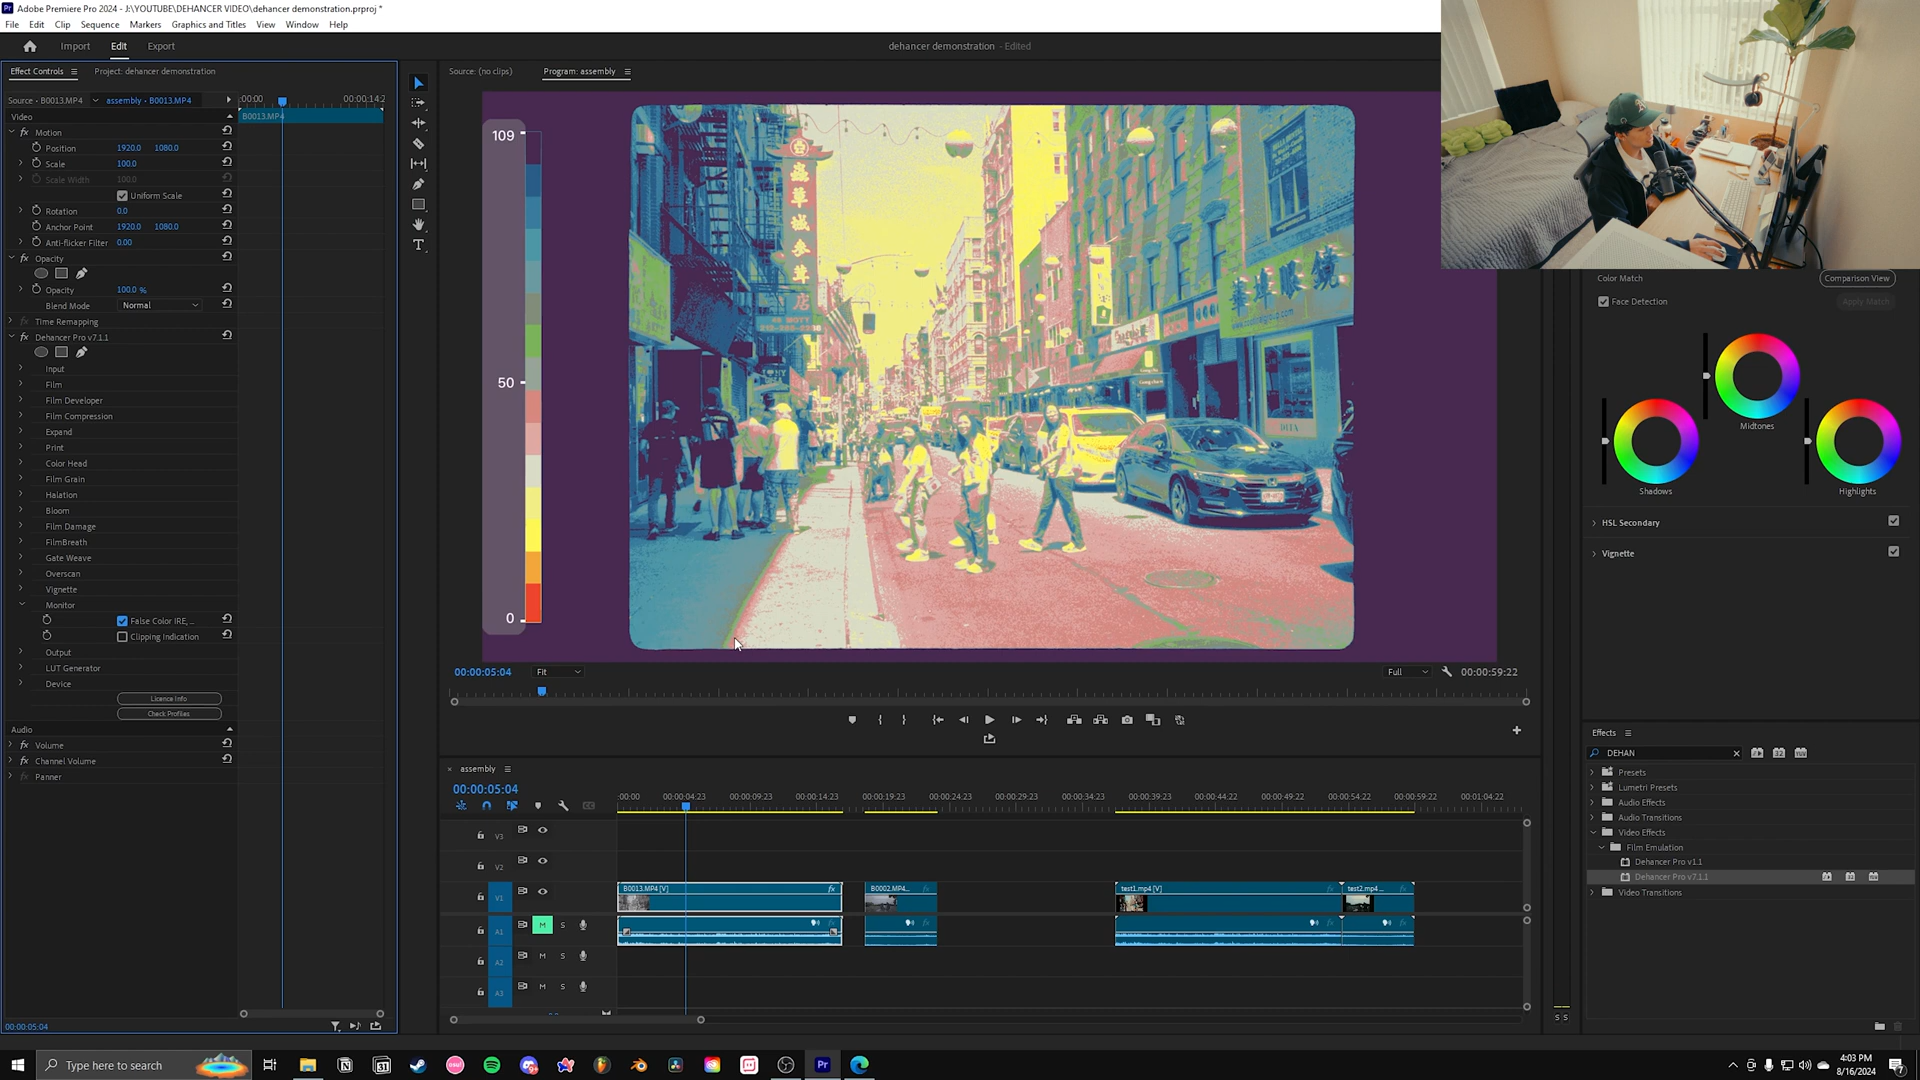 Adobe Premiere Pro 2024 - J:\YOUTUBE\DEHANCER VIDEO\dehancer demonstration.prproj *
File Edit Clip Sequence Markers Graphics and Titles View Window Help
Import Edit Export
dehancer demonstration - Edited
Effect Controls Project: dehancer demonstration
Source • B0013.MP4 assembly • B0013.MP4
:00:00 00:00:14:2
Video
B0013.MP4
Motion
Position 1920.0 1080.0
Scale 100.0
Scale Width 100.0
Uniform Scale
Rotation 0.0
Anchor Point 1920.0 1080.0
Anti-flicker Filter 0.00
Opacity
Opacity 100.0 %
Blend Mode Normal
Time Remapping
Dehancer Pro v7.1.1
Input
Film
Film Developer
Film Compression
Expand
Print
Color Head
Film Grain
Halation
Bloom
Film Damage
FilmBreath
Gate Weave
Overscan
Vignette
Monitor
False Color IRE, ...
Clipping Indication
Output
LUT Generator
Device
Licence Info
Check Profiles
Audio
Volume
Channel Volume
Panner
00:00:05:04
Source: (no clips) Program: assembly
109
50
0
00:00:05:04 Fit Full 00:00:59:22
assembly
00:00:05:04
:00:00 00:00:04:23 00:00:09:23 00:00:14:23 00:00:19:23 00:00:24:23 00:00:29:23 00:00:34:23 00:00:39:23 00:00:44:22 00:00:49:22 00:00:54:22 00:00:59:22 00:01:04:22
V3
V2
V1
B0013.MP4 [V] fx B0002.MP4... fx test1.mp4 [V] fx test2.mp4 ... fx
A1 M S
A2 M S
A3 M S
S S
Color Match
Comparison View
Face Detection
Apply Match
Midtones
Shadows
Highlights
HSL Secondary
Vignette
Effects
DEHAN
Presets
Lumetri Presets
Audio Effects
Audio Transitions
Video Effects
Film Emulation
Dehancer Pro v1.1
Dehancer Pro v7.1.1
Video Transitions
Type here to search
4:03 PM
8/16/2024